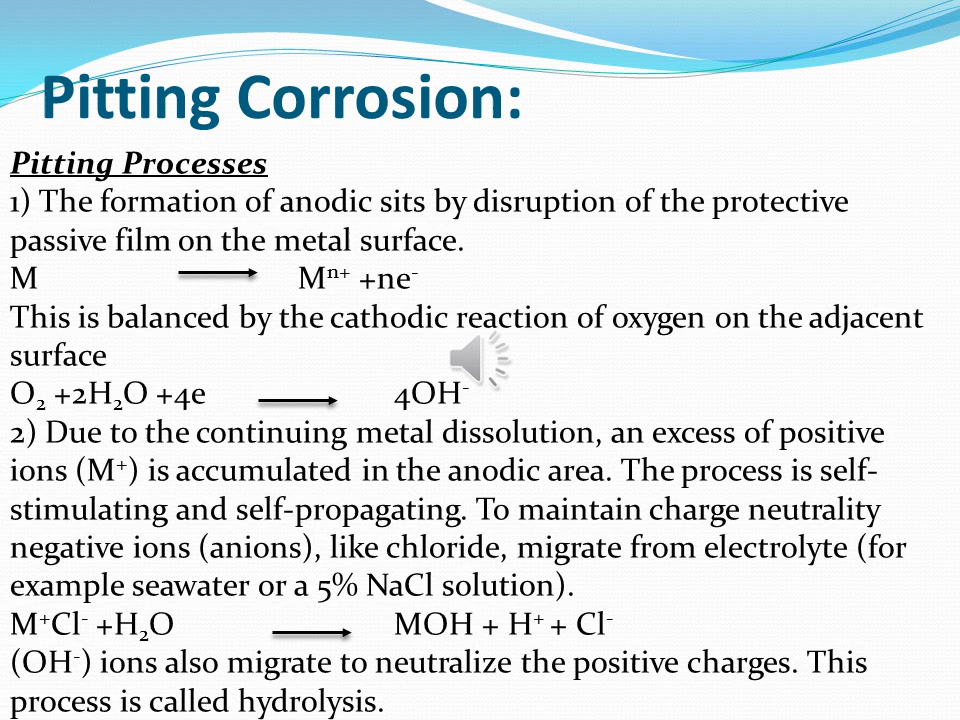 Pitting Corrosion:
Pitting Processes
1) The formation of anodic sits by disruption of the protective
passive film on the metal surface.
M ⟶ Mⁿ⁺ +ne⁻
This is balanced by the cathodic reaction of oxygen on the adjacent
surface
O₂ +2H₂O +4e ⟶ 4OH⁻
2) Due to the continuing metal dissolution, an excess of positive
ions (M⁺) is accumulated in the anodic area. The process is self-
stimulating and self-propagating. To maintain charge neutrality
negative ions (anions), like chloride, migrate from electrolyte (for
example seawater or a 5% NaCl solution).
M⁺Cl⁻ +H₂O ⟶ MOH + H⁺ + Cl⁻
(OH⁻) ions also migrate to neutralize the positive charges. This
process is called hydrolysis.